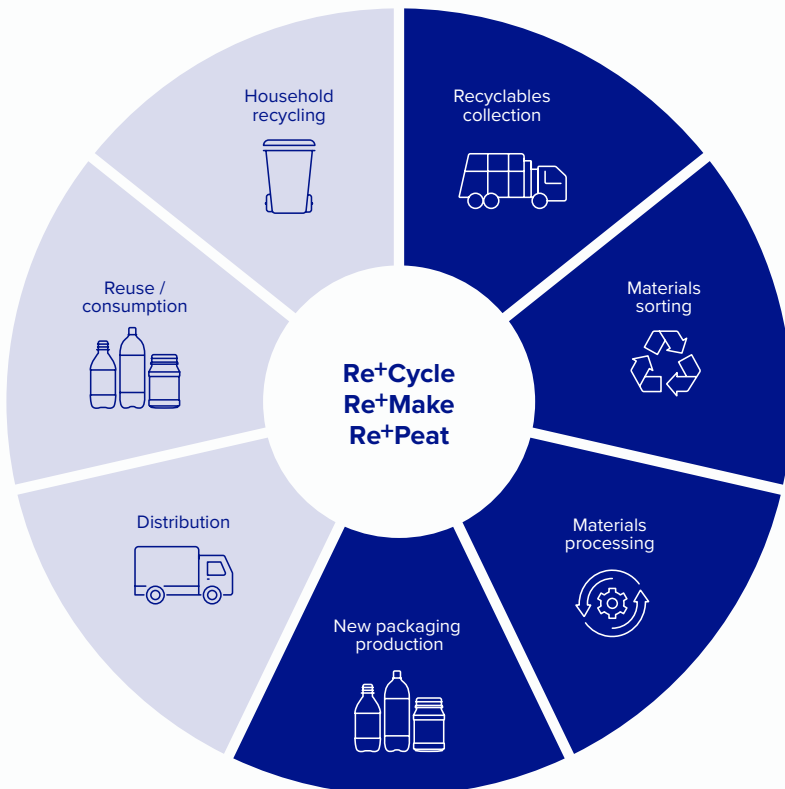 Household
recycling
Recyclables
collection
Reuse /
consumption
Materials
sorting
Re+Cycle
Re+Make
Re+Peat
Distribution
Materials
processing
New packaging
production